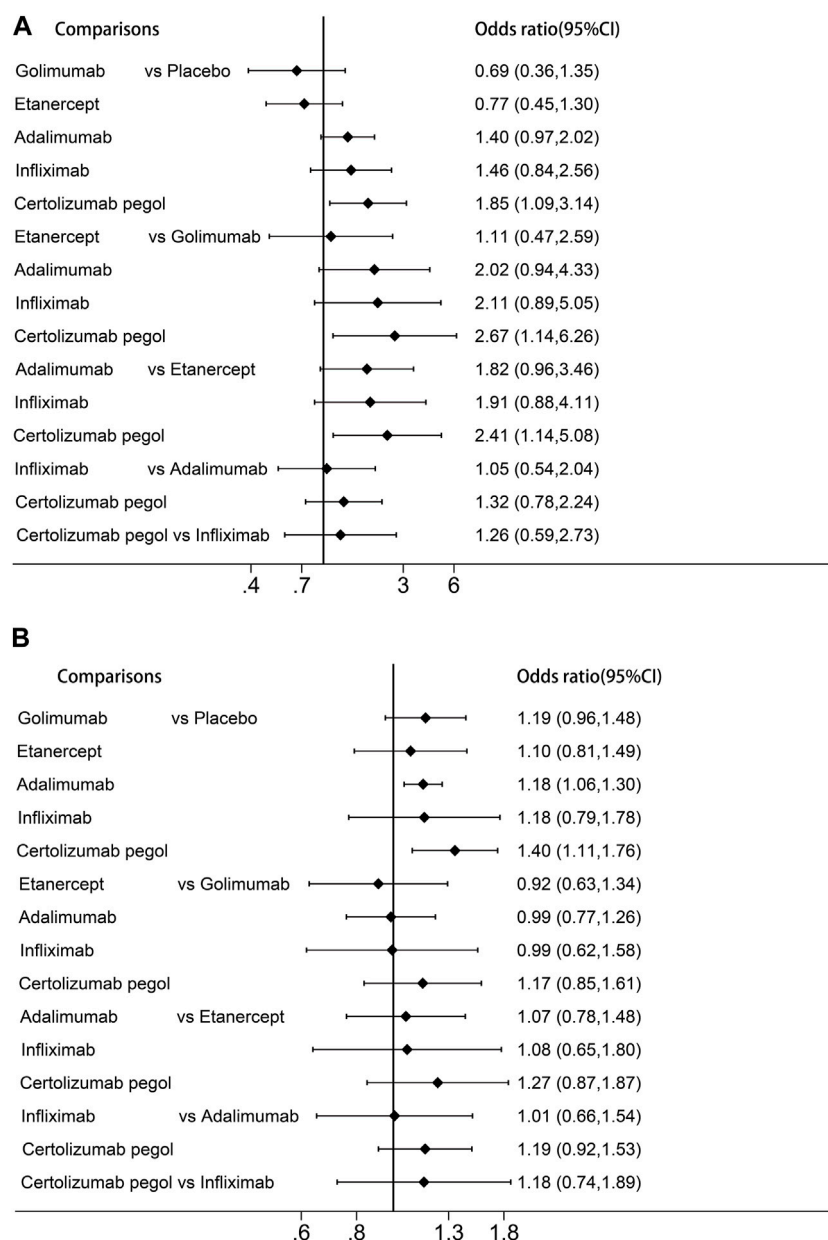 A Comparisons Odds ratio(95%CI)
Golimumab vs Placebo 0.69 (0.36,1.35)
Etanercept 0.77 (0.45,1.30)
Adalimumab 1.40 (0.97,2.02)
Infliximab 1.46 (0.84,2.56)
Certolizumab pegol 1.85 (1.09,3.14)
Etanercept vs Golimumab 1.11 (0.47,2.59)
Adalimumab 2.02 (0.94,4.33)
Infliximab 2.11 (0.89,5.05)
Certolizumab pegol 2.67 (1.14,6.26)
Adalimumab vs Etanercept 1.82 (0.96,3.46)
Infliximab 1.91 (0.88,4.11)
Certolizumab pegol 2.41 (1.14,5.08)
Infliximab vs Adalimumab 1.05 (0.54,2.04)
Certolizumab pegol 1.32 (0.78,2.24)
Certolizumab pegol vs Infliximab 1.26 (0.59,2.73)
.4 .7 3 6
B
Comparisons Odds ratio(95%CI)
Golimumab vs Placebo 1.19 (0.96,1.48)
Etanercept 1.10 (0.81,1.49)
Adalimumab 1.18 (1.06,1.30)
Infliximab 1.18 (0.79,1.78)
Certolizumab pegol 1.40 (1.11,1.76)
Etanercept vs Golimumab 0.92 (0.63,1.34)
Adalimumab 0.99 (0.77,1.26)
Infliximab 0.99 (0.62,1.58)
Certolizumab pegol 1.17 (0.85,1.61)
Adalimumab vs Etanercept 1.07 (0.78,1.48)
Infliximab 1.08 (0.65,1.80)
Certolizumab pegol 1.27 (0.87,1.87)
Infliximab vs Adalimumab 1.01 (0.66,1.54)
Certolizumab pegol 1.19 (0.92,1.53)
Certolizumab pegol vs Infliximab 1.18 (0.74,1.89)
.6 .8 1.3 1.8